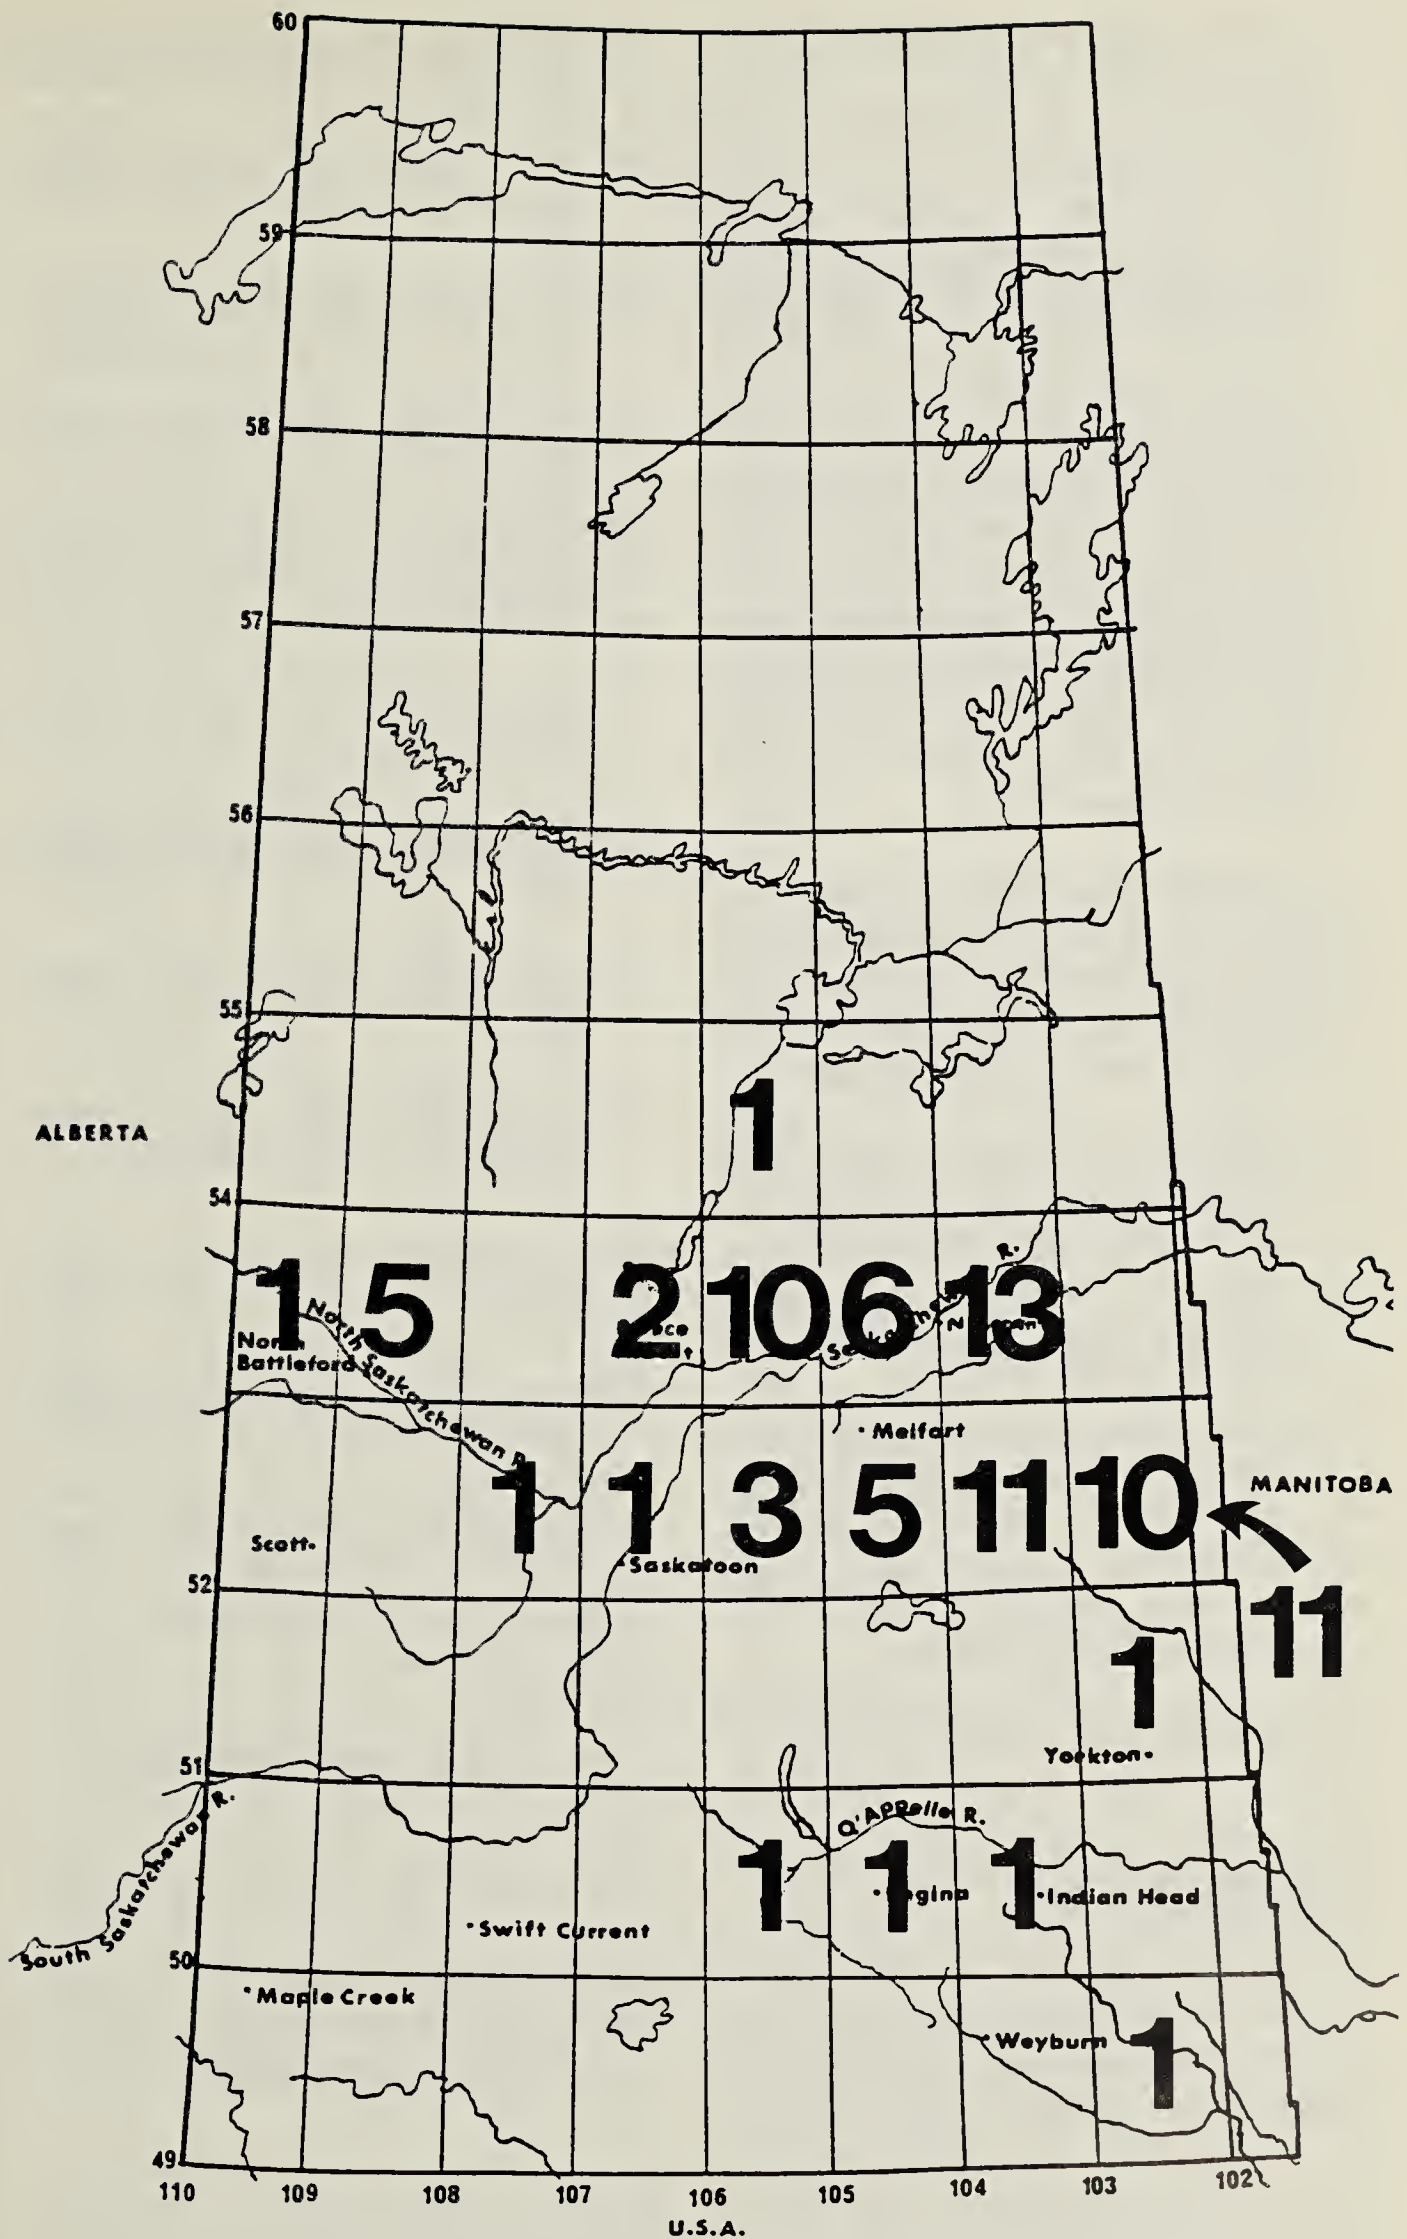 60
59
58
57
56
55
1
ALBERTA
54
R.
1 5 2 10 6 13
North Saskatchewan R.
North
Battleford
Melfort
1 1 3 5 11 10
MANITOBA
Scott
Saskatoon
52
11
1
Yorkton
51
Q'Appelle R.
1 1 1
Regina
Indian Head
South Saskatchewan R.
Swift Current
50
Maple Creek
Weyburn
1
49
110 109 108 107 106 105 104 103 102
U.S.A.